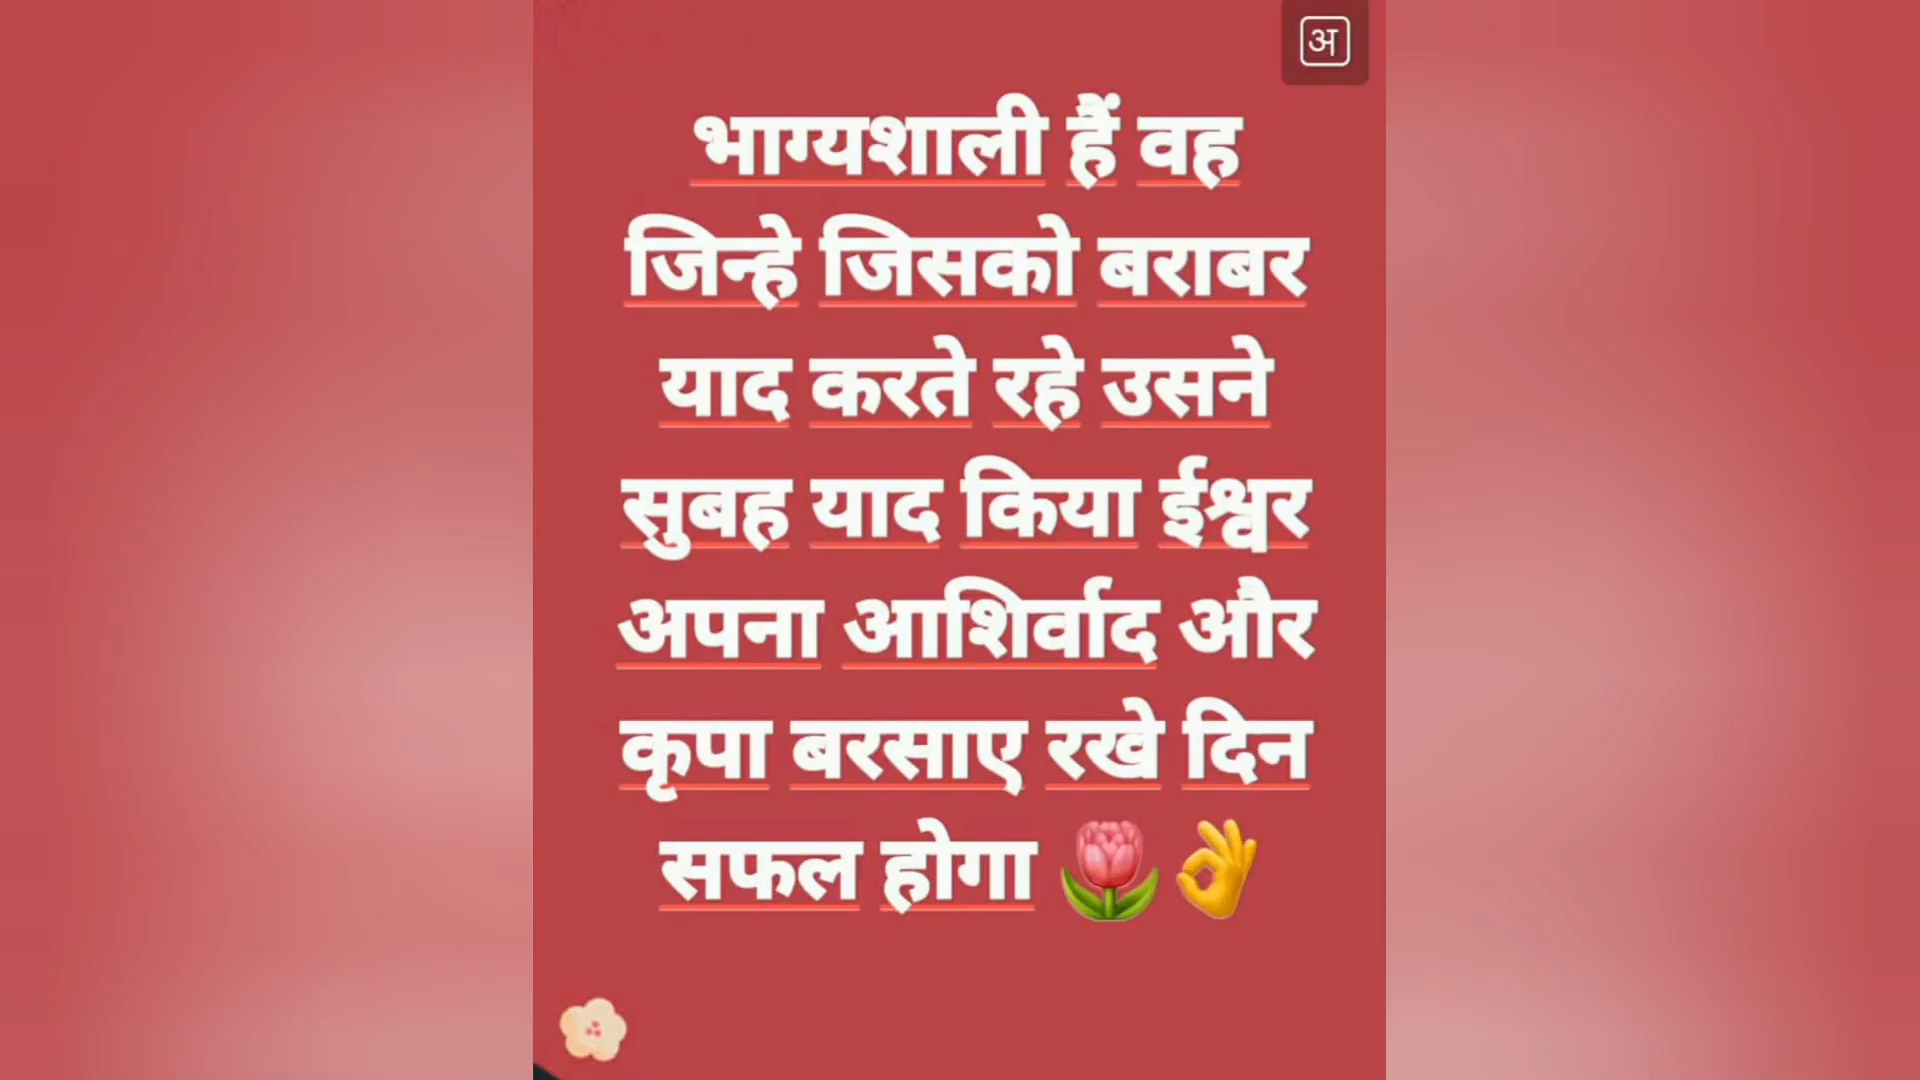 अ
भाग्यशाली हैं वह
जिन्हे जिसको बराबर
याद करते रहे उसने
सुबह याद किया ईश्वर
अपना आशिर्वाद और
कृपा बरसाए रखे दिन
सफल होगा 🌷👌